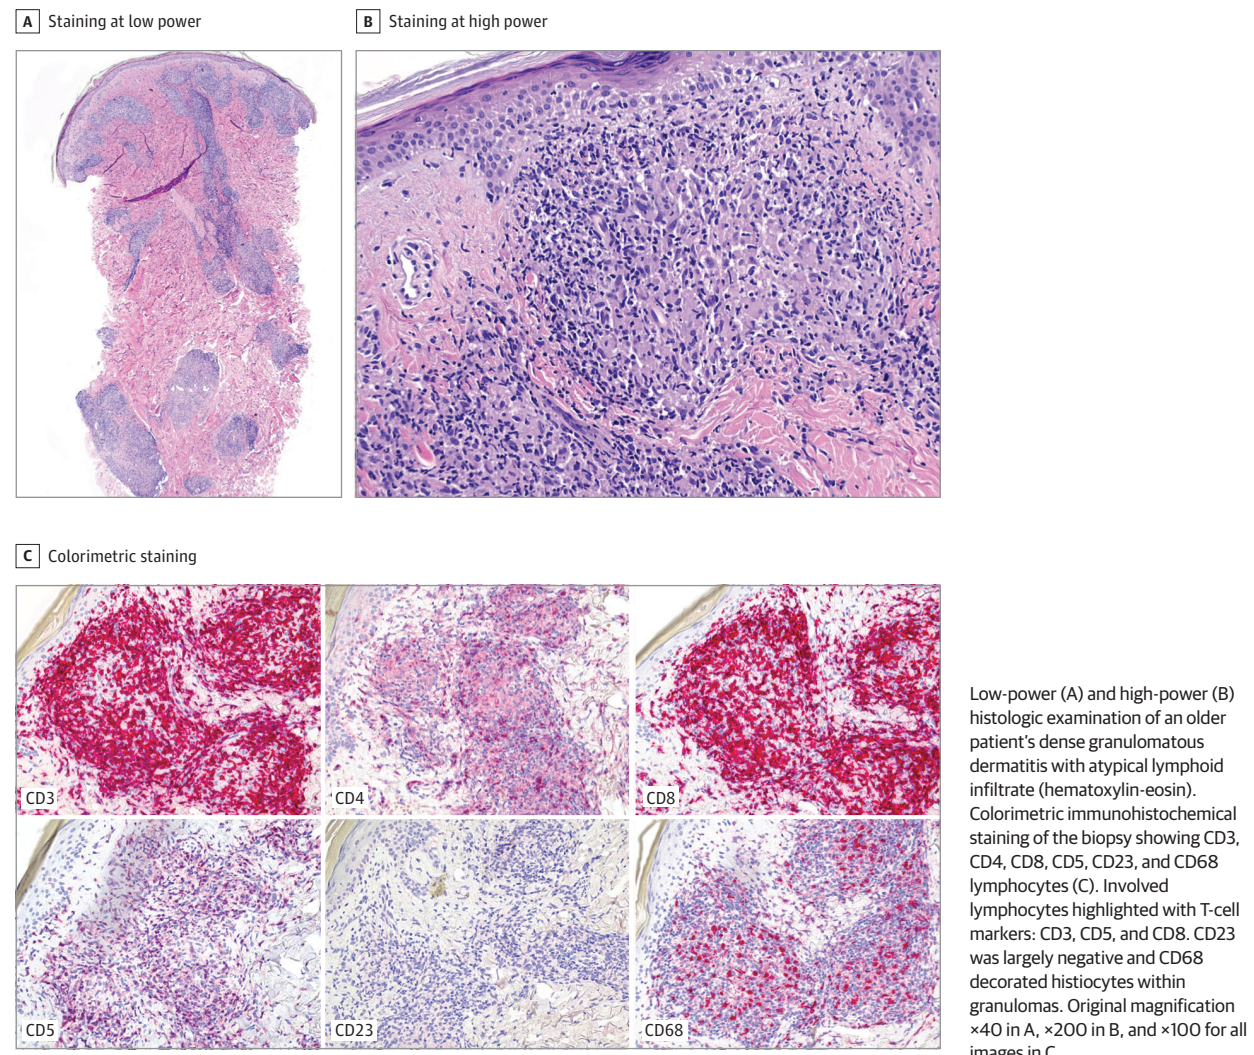 A Staining at low power
B Staining at high power
C Colorimetric staining
CD3
CD4
CD8
CD5
CD23
CD68
Low-power (A) and high-power (B)
histologic examination of an older
patient's dense granulomatous
dermatitis with atypical lymphoid
infiltrate (hematoxylin-eosin).
Colorimetric immunohistochemical
staining of the biopsy showing CD3,
CD4, CD8, CD5, CD23, and CD68
lymphocytes (C). Involved
lymphocytes highlighted with T-cell
markers: CD3, CD5, and CD8. CD23
was largely negative and CD68
decorated histiocytes within
granulomas. Original magnification
×40 in A, ×200 in B, and ×100 for all
images in C.